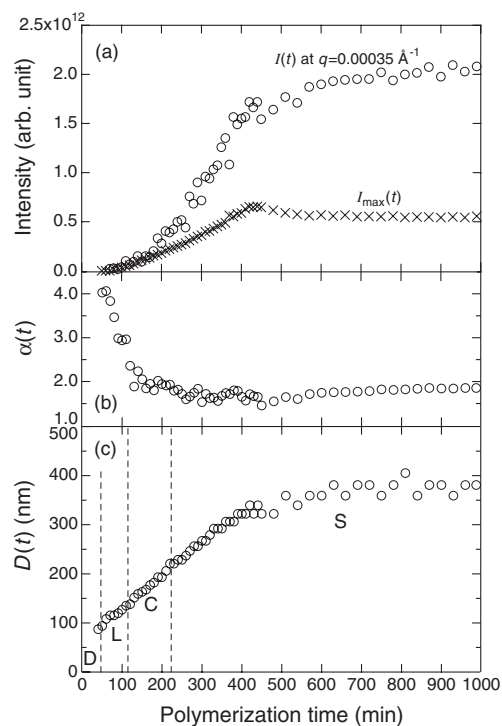 2.5x10¹²
(a)
I(t) at q=0.00035 Å⁻¹
2.0
1.5
1.0
I_max(t)
0.5
0.0
Intensity (arb. unit)
4.0
3.0
2.0
1.0
(b)
α(t)
500
(c)
400
300
200
100
0
D
L
C
S
D(t) (nm)
0 100 200 300 400 500 600 700 800 900 1000
Polymerization time (min)